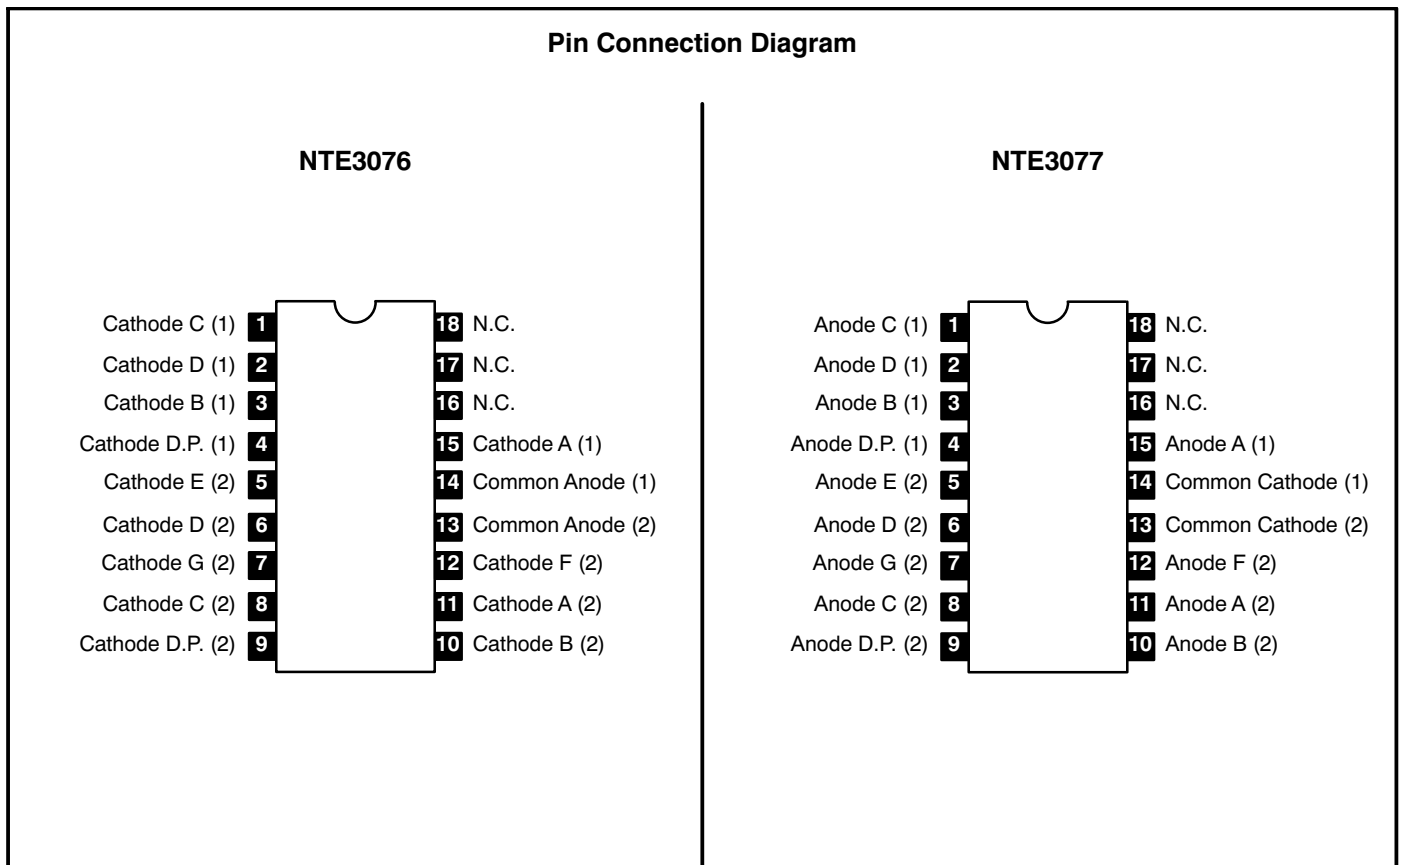 Pin Connection Diagram
NTE3076
Cathode C (1) 1 18 N.C.
Cathode D (1) 2 17 N.C.
Cathode B (1) 3 16 N.C.
Cathode D.P. (1) 4 15 Cathode A (1)
Cathode E (2) 5 14 Common Anode (1)
Cathode D (2) 6 13 Common Anode (2)
Cathode G (2) 7 12 Cathode F (2)
Cathode C (2) 8 11 Cathode A (2)
Cathode D.P. (2) 9 10 Cathode B (2)
NTE3077
Anode C (1) 1 18 N.C.
Anode D (1) 2 17 N.C.
Anode B (1) 3 16 N.C.
Anode D.P. (1) 4 15 Anode A (1)
Anode E (2) 5 14 Common Cathode (1)
Anode D (2) 6 13 Common Cathode (2)
Anode G (2) 7 12 Anode F (2)
Anode C (2) 8 11 Anode A (2)
Anode D.P. (2) 9 10 Anode B (2)